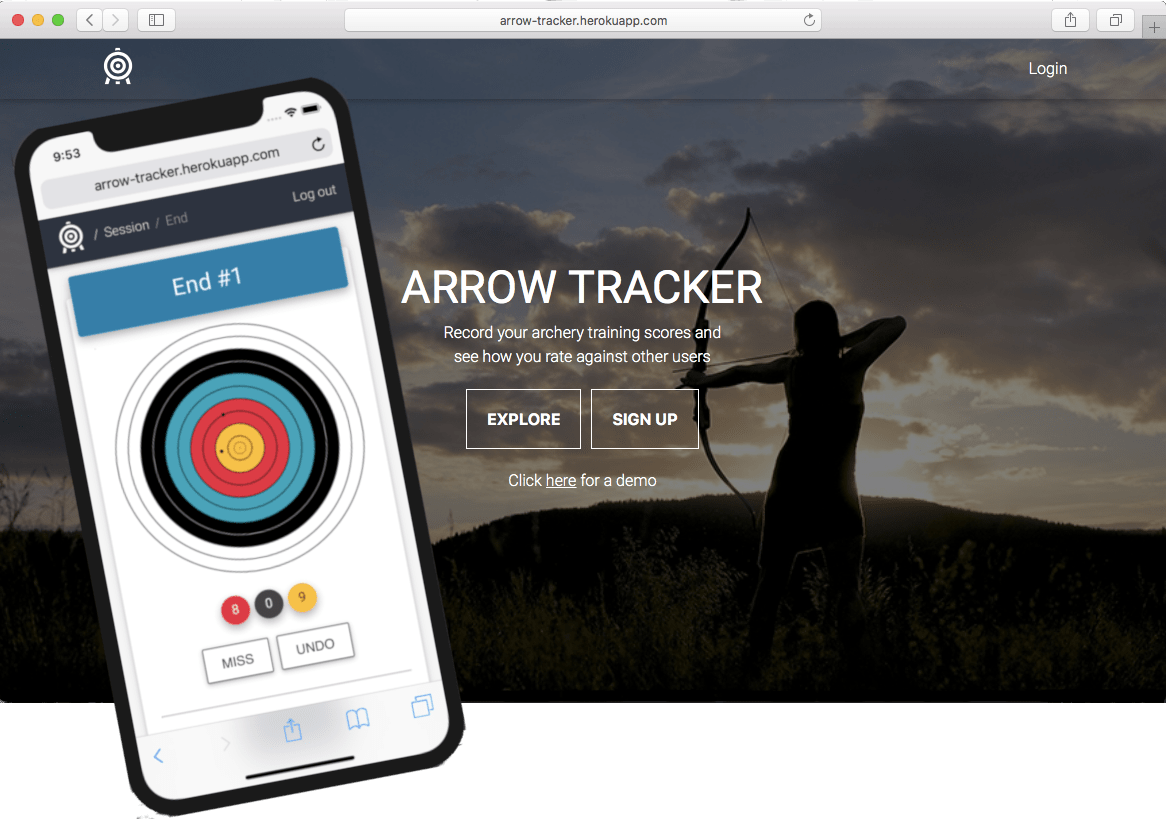 arrow-tracker.herokuapp.com
Login
9:53
arrow-tracker.herokuapp.com
/ Session / End
Log out
End #1
8 0 9
MISS UNDO
ARROW TRACKER
Record your archery training scores and
see how you rate against other users
EXPLORE SIGN UP
Click here for a demo